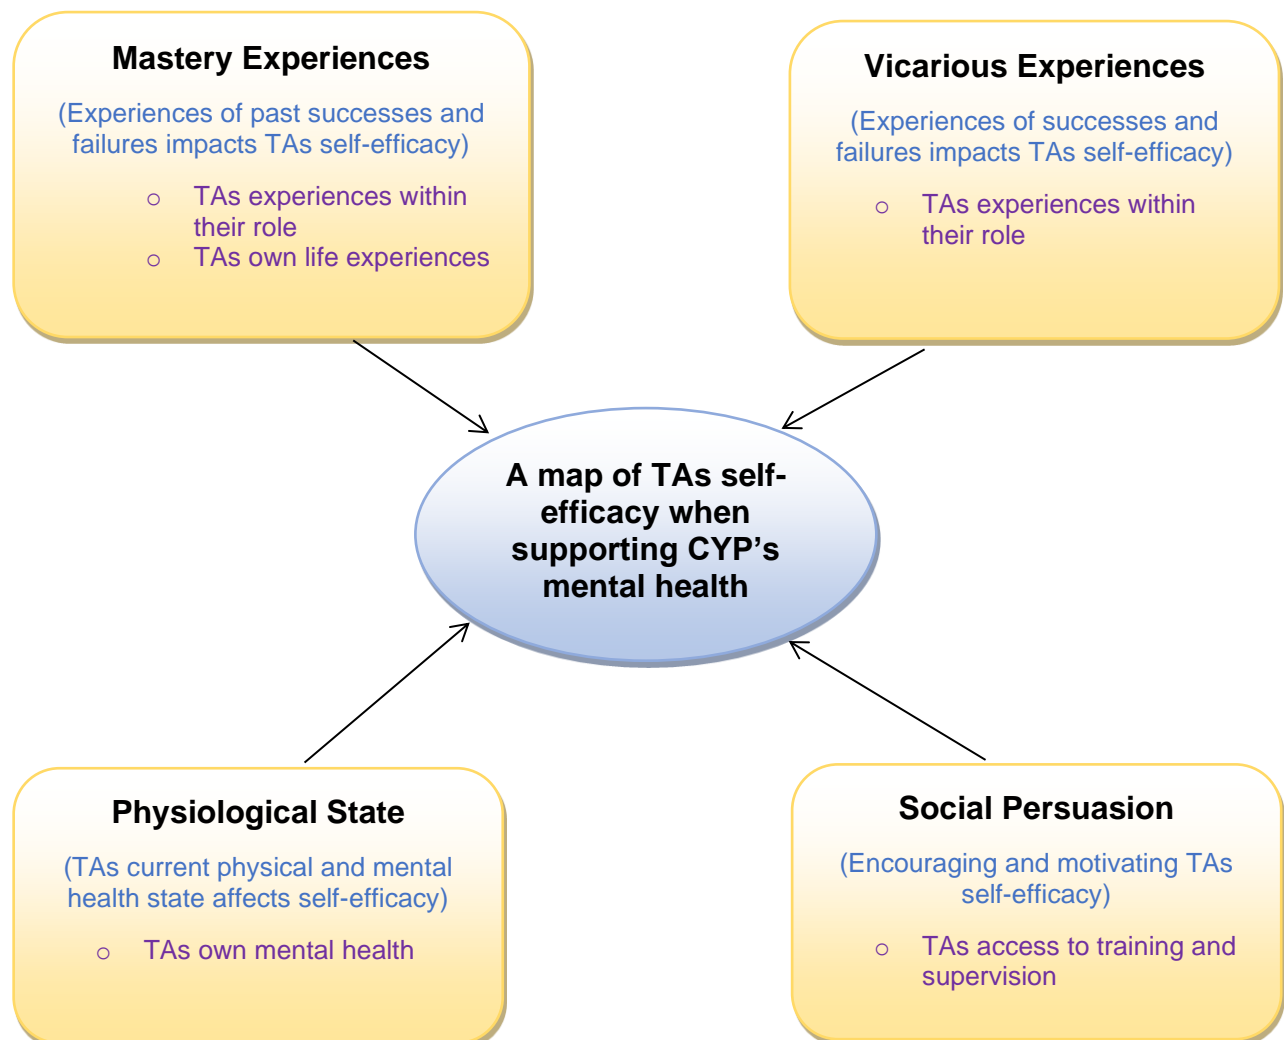 Mastery Experiences
(Experiences of past successes and
failures impacts TAs self-efficacy)
o TAs experiences within
their role
o TAs own life experiences
Vicarious Experiences
(Experiences of successes and
failures impacts TAs self-efficacy)
o TAs experiences within
their role
A map of TAs self-
efficacy when
supporting CYP’s
mental health
Physiological State
(TAs current physical and mental
health state affects self-efficacy)
o TAs own mental health
Social Persuasion
(Encouraging and motivating TAs
self-efficacy)
o TAs access to training and
supervision